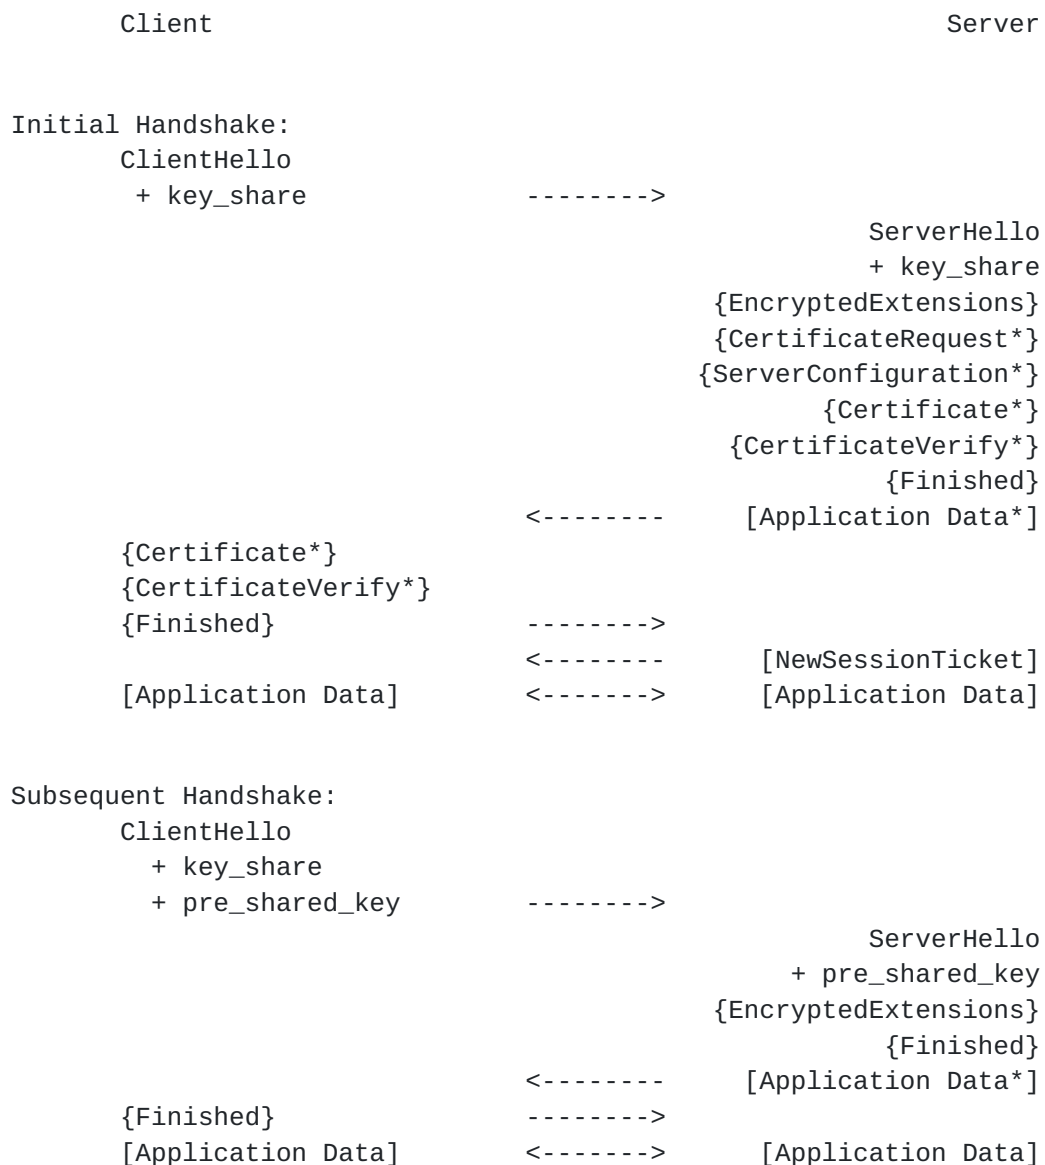 Client Server
Initial Handshake:
ClientHello
+ key_share -------->
ServerHello
+ key_share
{EncryptedExtensions}
{CertificateRequest*}
{ServerConfiguration*}
{Certificate*}
{CertificateVerify*}
{Finished}
<-------- [Application Data*]
{Certificate*}
{CertificateVerify*}
{Finished} -------->
<-------- [NewSessionTicket]
[Application Data] <-------> [Application Data]
Subsequent Handshake:
ClientHello
+ key_share
+ pre_shared_key -------->
ServerHello
+ pre_shared_key
{EncryptedExtensions}
{Finished}
<-------- [Application Data*]
{Finished} -------->
[Application Data] <-------> [Application Data]